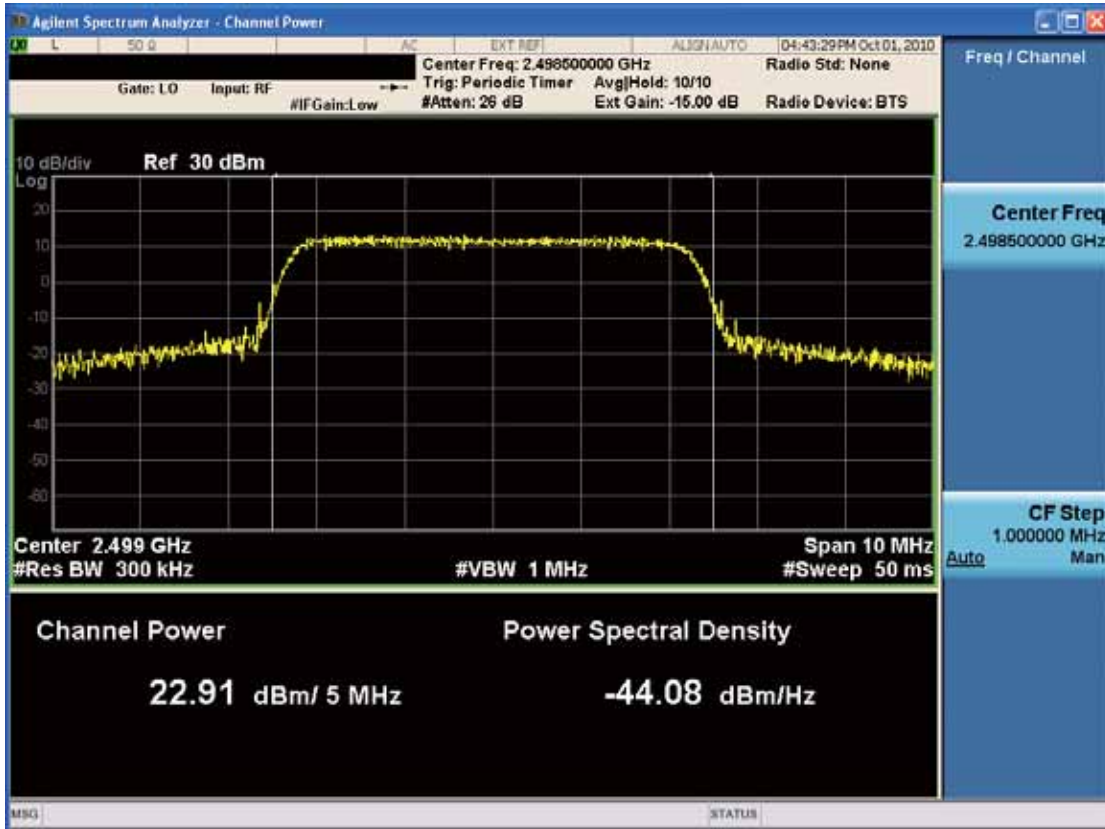 Agilent Spectrum Analyzer - Channel Power
L 50 Ω AC EXT REF ALIGN AUTO 04:43:29 PM Oct 01, 2010
Center Freq: 2.498500000 GHz Radio Std: None
Gate: LO Input: RF Trig: Periodic Timer Avg|Hold: 10/10
#IFGain:Low #Atten: 26 dB Ext Gain: -15.00 dB Radio Device: BTS
10 dB/div Ref 30 dBm
Log
20
10
0
-10
-20
-30
-40
-50
-60
Center 2.499 GHz Span 10 MHz
#Res BW 300 kHz #VBW 1 MHz #Sweep 50 ms
Channel Power Power Spectral Density
22.91 dBm/ 5 MHz -44.08 dBm/Hz
MSG STATUS
Freq / Channel
Center Freq
2.498500000 GHz
CF Step
1.000000 MHz
Auto Man